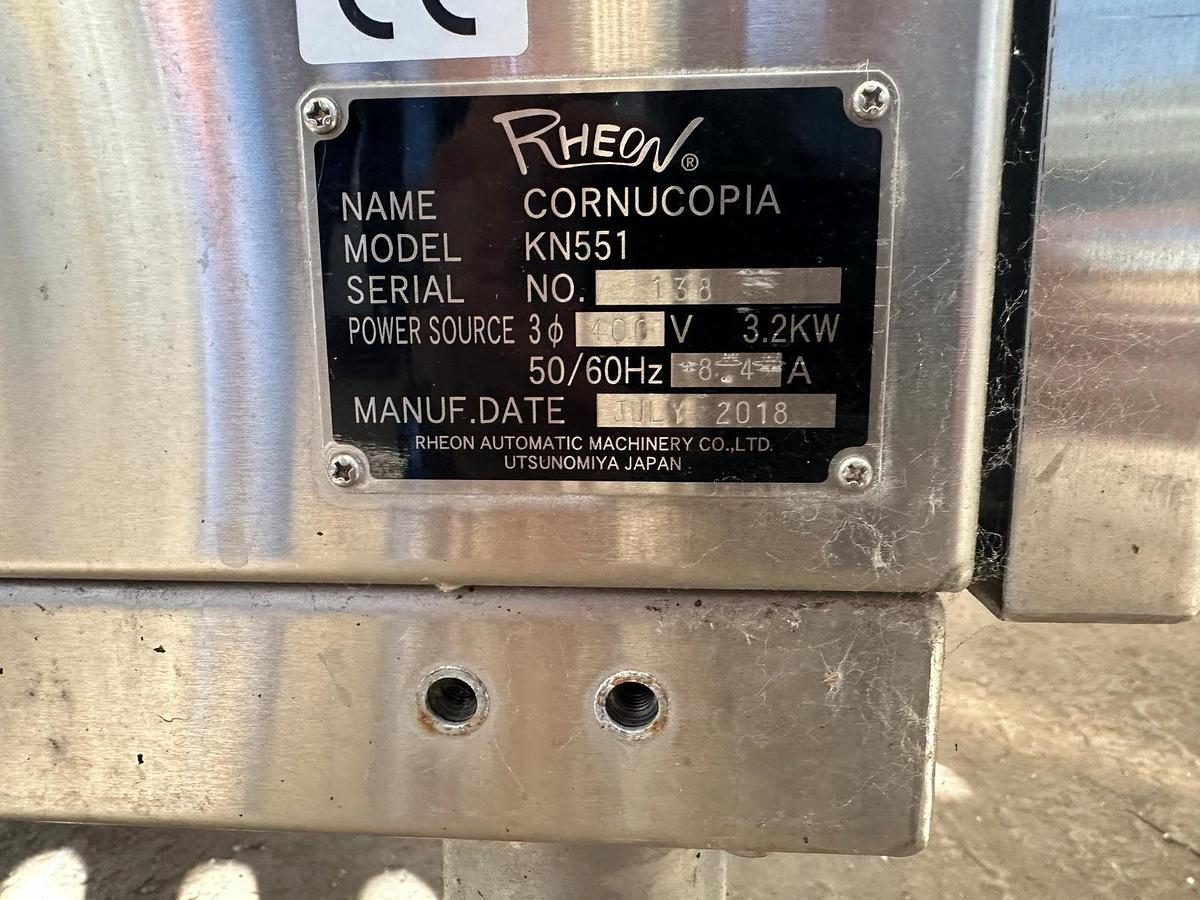 CE
RHEON®
NAME CORNUCOPIA
MODEL KN551
SERIAL NO. 138
POWER SOURCE 3φ 400 V 3.2KW
50/60Hz 8.4 A
MANUF.DATE JULY 2018
RHEON AUTOMATIC MACHINERY CO.,LTD.
UTSUNOMIYA JAPAN